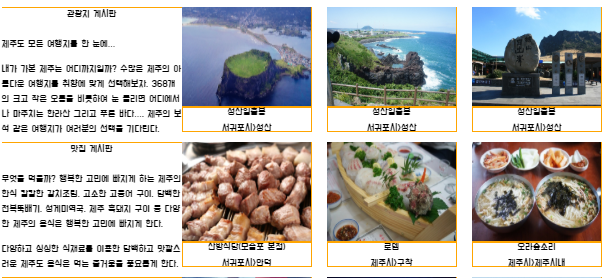 관광지 게시판
제주도 모든 여행지를 한 눈에...
내가 가본 제주는 어디까지일까? 수많은 제주의 아
름다운 여행지를 취향에 맞게 선택해보자. 368개
의 크고 작은 오름을 비롯하여 눈 돌리면 어디에서
나 마주치는 한라산 그리고 푸른 바다.... 제주의 보
석 같은 여행지가 여러분의 선택을 기다린다.
성산일출봉
서귀포시>성산
성산일출봉
서귀포시>성산
성산일출봉
서귀포시>성산
맛집 게시판
무엇을 먹을까? 행복한 고민에 빠지게 하는 제주의
한식 칼칼한 갈치조림, 고소한 고등어 구이, 담백한
전복뚝배기, 성게미역국, 제주 흑돼지 구이 등 다양
한 제주의 음식은 행복한 고민에 빠지게 한다.
다양하고 싱싱한 식재료를 이용한 담백하고 맛깔스
러운 제주도 음식은 먹는 즐거움을 풍요롭게 한다.
산방식당(모슬포 본점)
서귀포시>안덕
로뎀
제주시>구좌
오라숯소리
제주시>제주시내